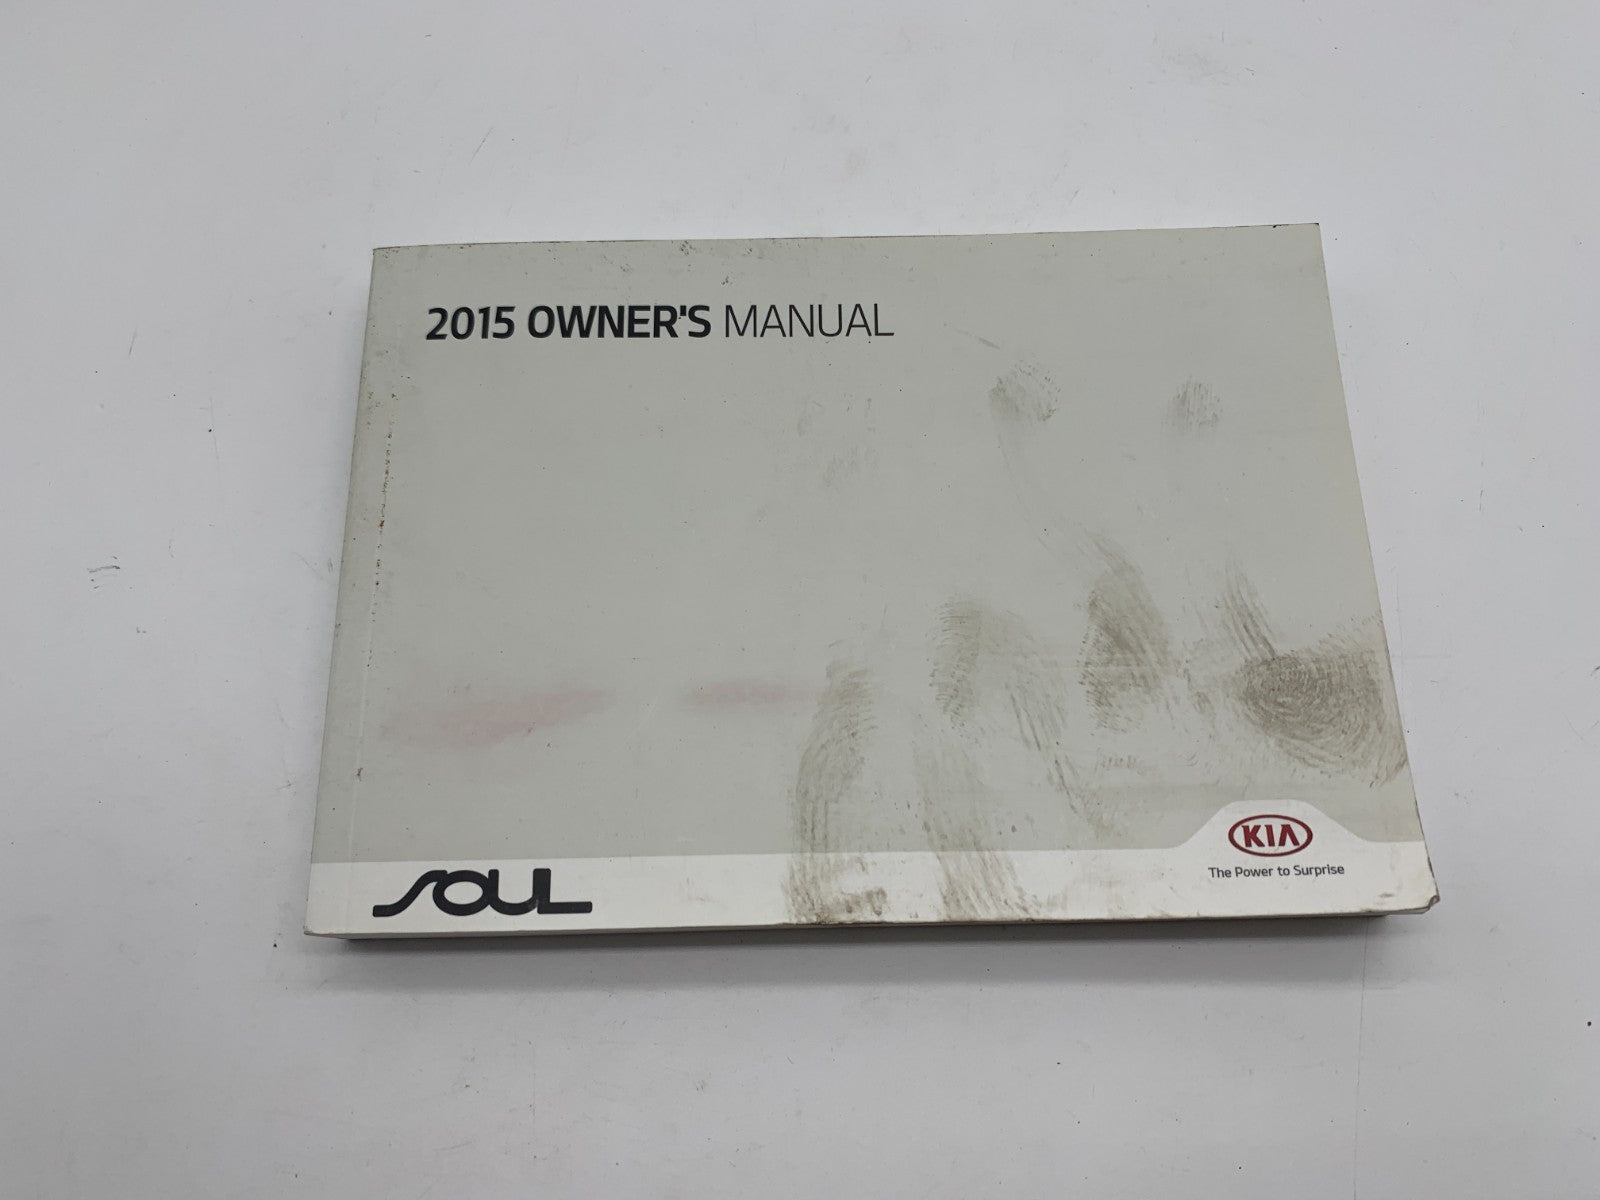 2015 OWNER'S MANUAL
SOUL
KIA
The Power to Surprise